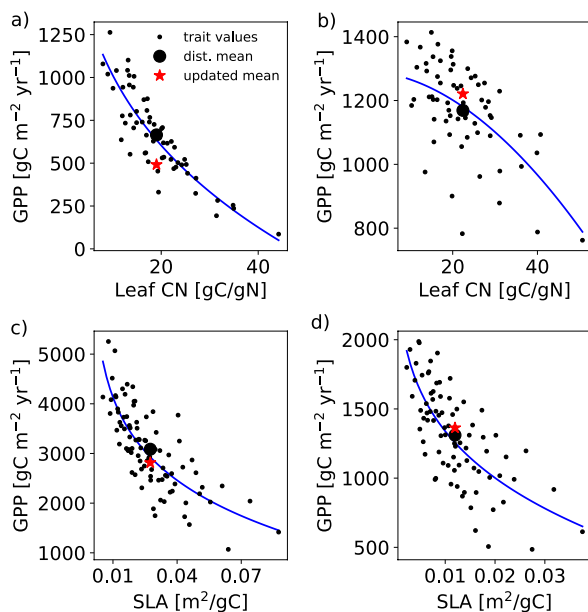 a)
GPP [gC m⁻² yr⁻¹]
1250
1000
750
500
250
0
20
40
Leaf CN [gC/gN]
trait values
dist. mean
updated mean
b)
GPP [gC m⁻² yr⁻¹]
1400
1200
1000
800
20
40
Leaf CN [gC/gN]
c)
GPP [gC m⁻² yr⁻¹]
5000
4000
3000
2000
1000
0.01
0.04
0.07
SLA [m²/gC]
d)
GPP [gC m⁻² yr⁻¹]
2000
1500
1000
500
0.01
0.02
0.03
SLA [m²/gC]